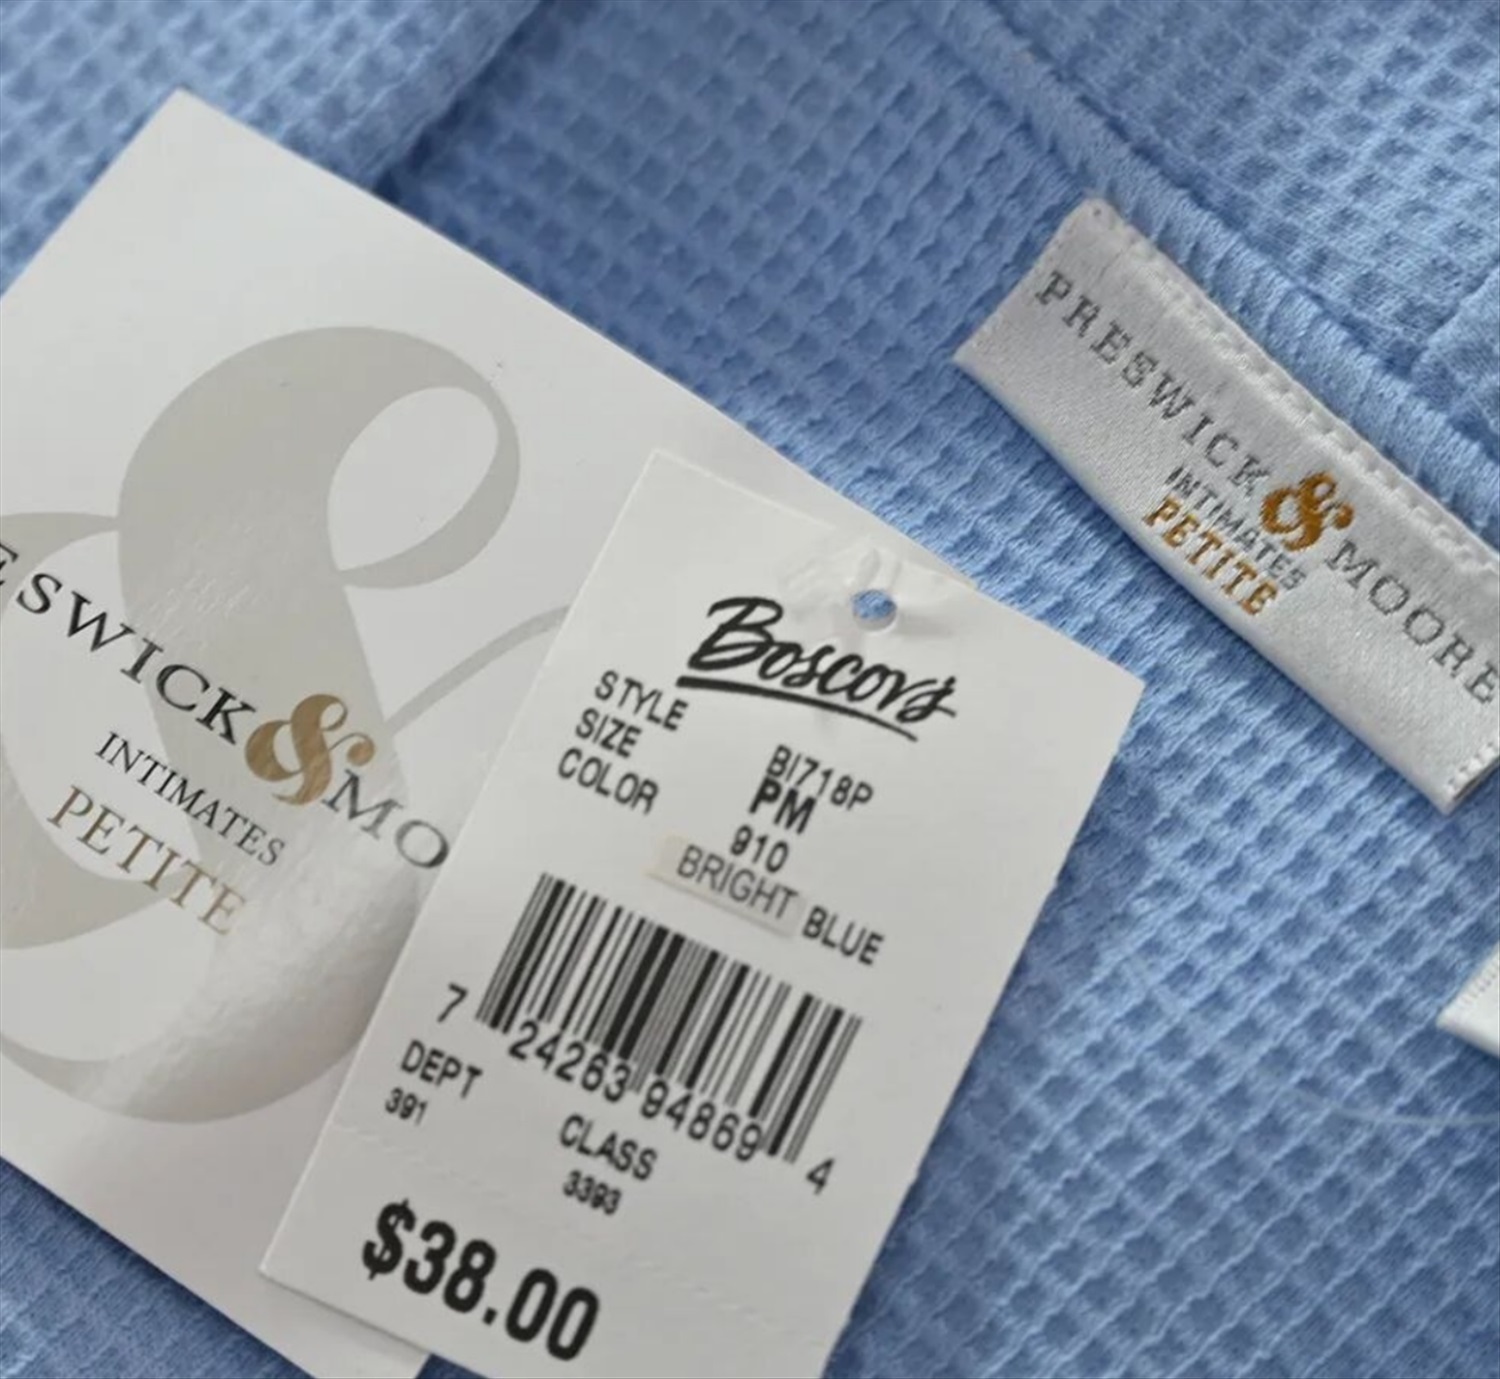 ESWICK & MO
INTIMATES
PETITE
Boscov's
STYLE BI718P
SIZE PM
COLOR 910
BRIGHT BLUE
7 24263 94869 4
DEPT CLASS
391 3393
$38.00
PRESWICK & MOORE
INTIMATES
PETITE